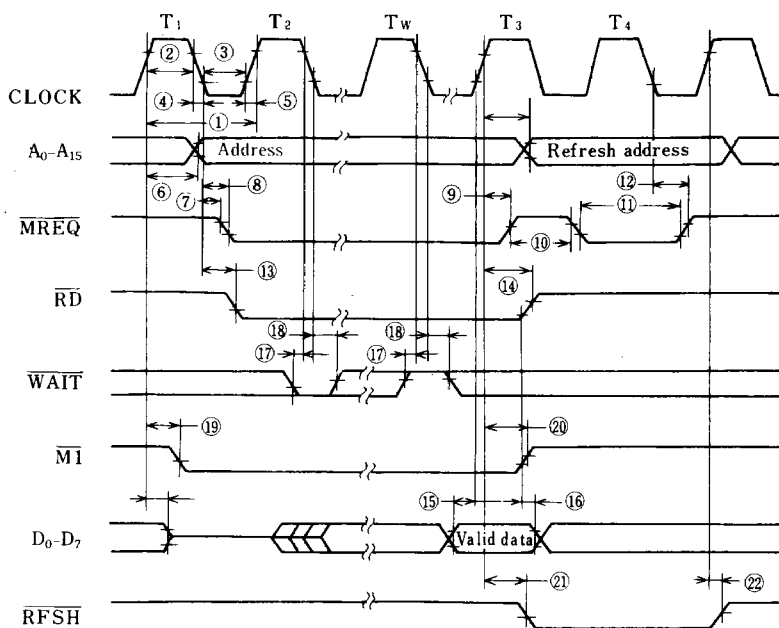 T1 T2 TW T3 T4
② ③
CLOCK
④ ⑤
①
A0-A15 Address Refresh address
⑥ ⑧ ⑫
⑦ ⑨ ⑪
MREQ
⑩
⑬ ⑭
RD
⑱ ⑱
⑰ ⑰
WAIT
⑲ ⑳
M1
⑮ ⑯
D0-D7 Valid data
㉑ ㉒
RFSH